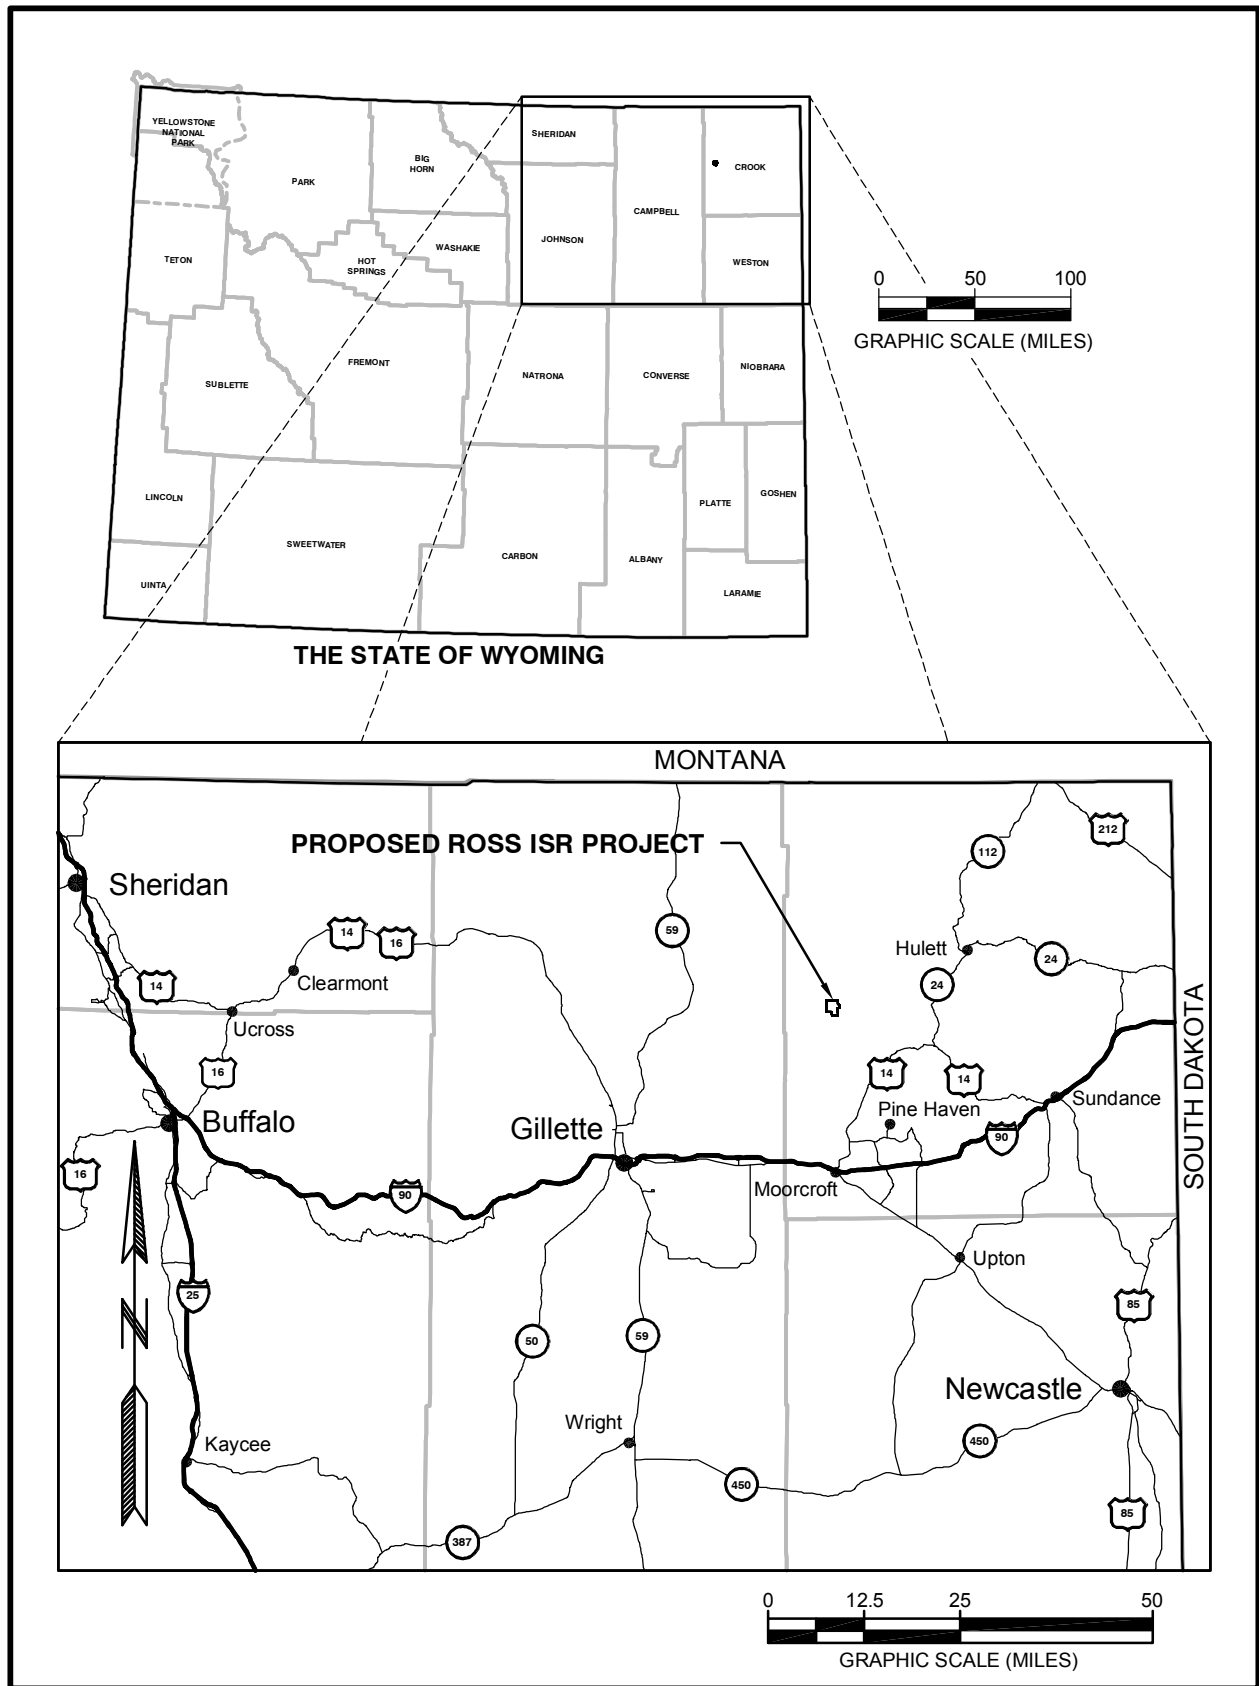 YELLOWSTONE
NATIONAL
PARK
PARK
BIG
HORN
SHERIDAN
CROOK
CAMPBELL
JOHNSON
WASHAKIE
HOT
SPRINGS
TETON
WESTON
0 50 100
GRAPHIC SCALE (MILES)
FREMONT
SUBLETTE
NATRONA
CONVERSE
NIOBRARA
LINCOLN
PLATTE
GOSHEN
SWEETWATER
CARBON
ALBANY
UINTA
LARAMIE
THE STATE OF WYOMING
MONTANA
PROPOSED ROSS ISR PROJECT
212
112
Sheridan
14
16
59
Hulett
24
24
Clearmont
14
Ucross
16
SOUTH DAKOTA
14
14
Sundance
Pine Haven
Buffalo
Gillette
90
16
90
Moorcroft
Upton
25
85
50
59
Newcastle
Wright
Kaycee
450
450
85
387
N
0 12.5 25 50
GRAPHIC SCALE (MILES)